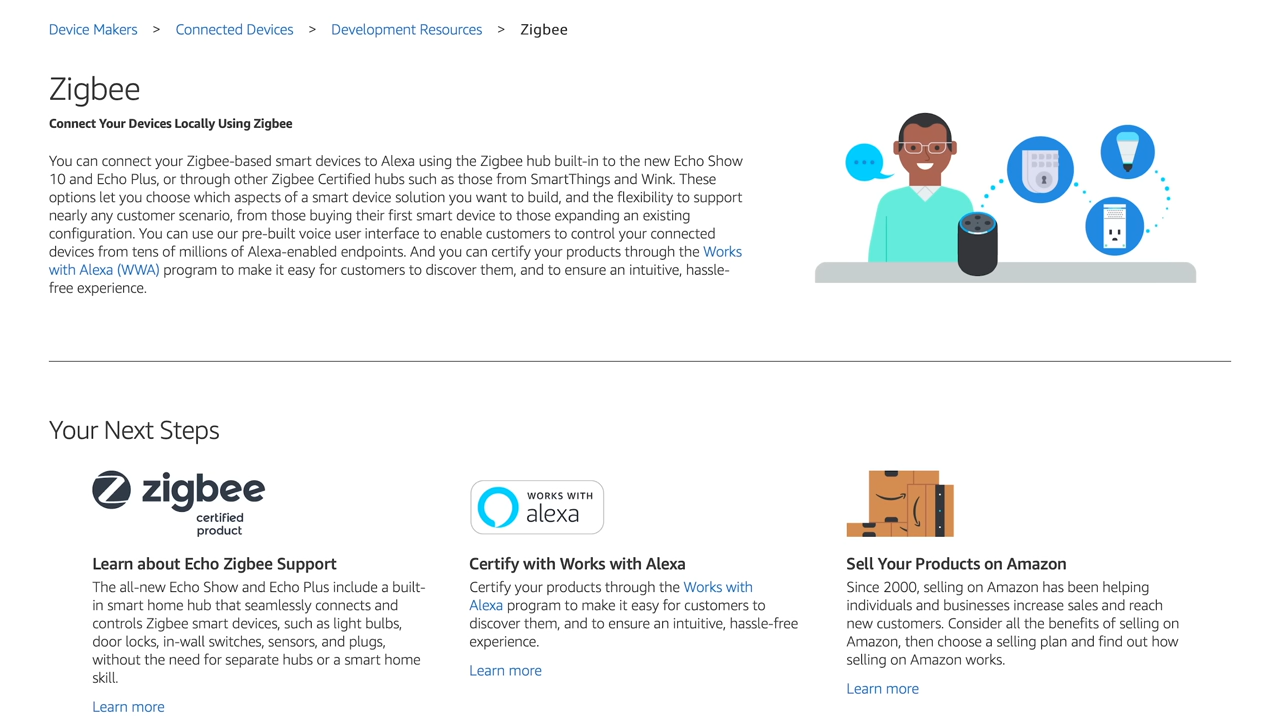 Device Makers > Connected Devices > Development Resources > Zigbee
Zigbee
Connect Your Devices Locally Using Zigbee
You can connect your Zigbee-based smart devices to Alexa using the Zigbee hub built-in to the new Echo Show
10 and Echo Plus, or through other Zigbee Certified hubs such as those from SmartThings and Wink. These
options let you choose which aspects of a smart device solution you want to build, and the flexibility to support
nearly any customer scenario, from those buying their first smart device to those expanding an existing
configuration. You can use our pre-built voice user interface to enable customers to control your connected
devices from tens of millions of Alexa-enabled endpoints. And you can certify your products through the Works
with Alexa (WWA) program to make it easy for customers to discover them, and to ensure an intuitive, hassle-
free experience.
Your Next Steps
zigbee
certified
product
Learn about Echo Zigbee Support
The all-new Echo Show and Echo Plus include a built-
in smart home hub that seamlessly connects and
controls Zigbee smart devices, such as light bulbs,
door locks, in-wall switches, sensors, and plugs,
without the need for separate hubs or a smart home
skill.
Learn more
WORKS WITH
alexa
Certify with Works with Alexa
Certify your products through the Works with
Alexa program to make it easy for customers to
discover them, and to ensure an intuitive, hassle-free
experience.
Learn more
Sell Your Products on Amazon
Since 2000, selling on Amazon has been helping
individuals and businesses increase sales and reach
new customers. Consider all the benefits of selling on
Amazon, then choose a selling plan and find out how
selling on Amazon works.
Learn more